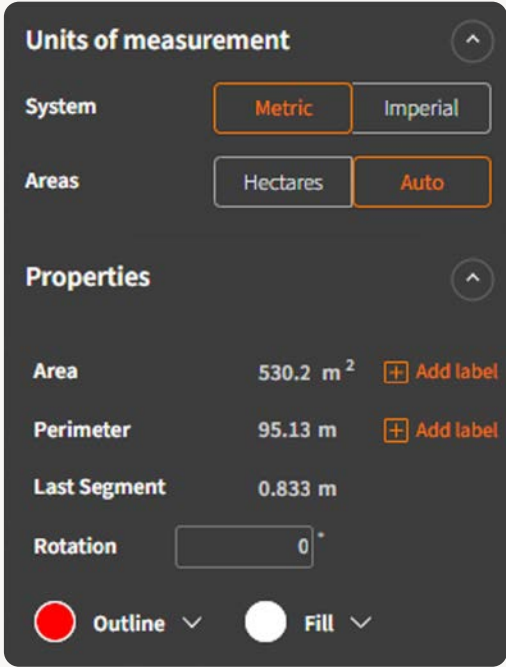 Units of measurement
System Metric Imperial
Areas Hectares Auto
Properties
Area 530.2 m² Add label
Perimeter 95.13 m Add label
Last Segment 0.833 m
Rotation 0 °
Outline Fill